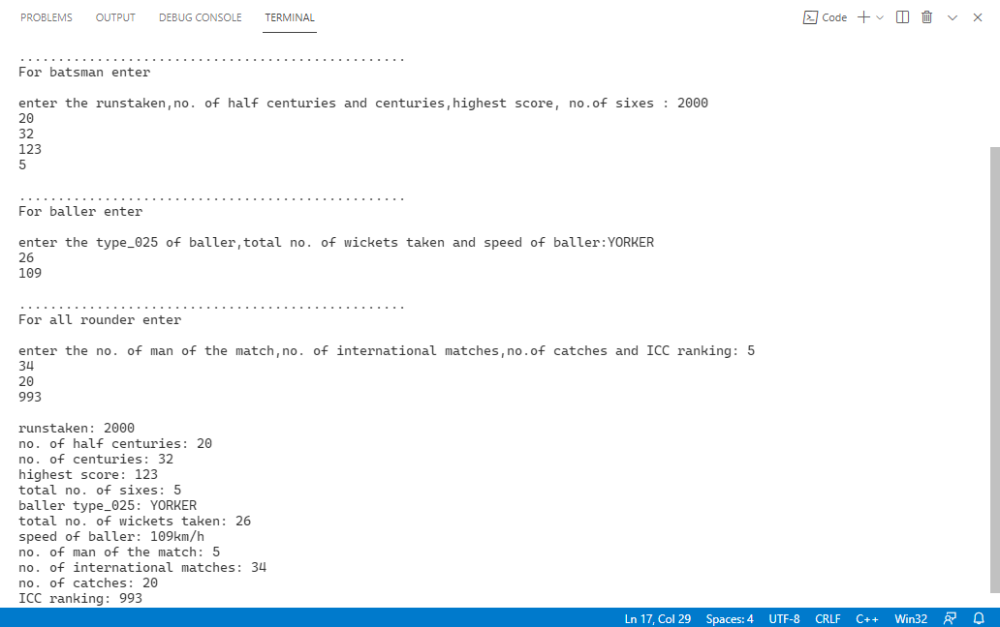 PROBLEMS OUTPUT DEBUG CONSOLE TERMINAL Code
..................................................
For batsman enter
enter the runstaken,no. of half centuries and centuries,highest score, no.of sixes : 2000
20
32
123
5
..................................................
For baller enter
enter the type_025 of baller,total no. of wickets taken and speed of baller:YORKER
26
109
..................................................
For all rounder enter
enter the no. of man of the match,no. of international matches,no.of catches and ICC ranking: 5
34
20
993
runstaken: 2000
no. of half centuries: 20
no. of centuries: 32
highest score: 123
total no. of sixes: 5
baller type_025: YORKER
total no. of wickets taken: 26
speed of baller: 109km/h
no. of man of the match: 5
no. of international matches: 34
no. of catches: 20
ICC ranking: 993
Ln 17, Col 29 Spaces: 4 UTF-8 CRLF C++ Win32